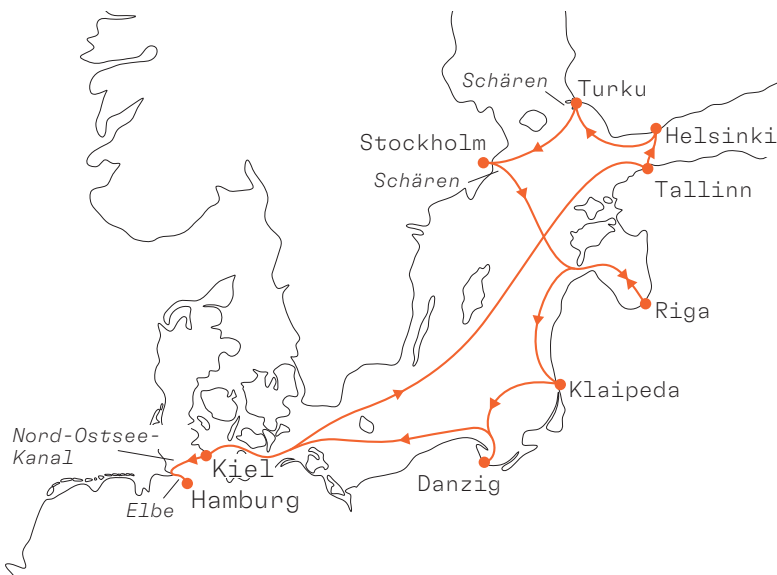 Schären
Turku
Helsinki
Stockholm
Schären
Tallinn
Riga
Klaipeda
Nord-Ostsee-
Kanal
Kiel
Danzig
Hamburg
Elbe